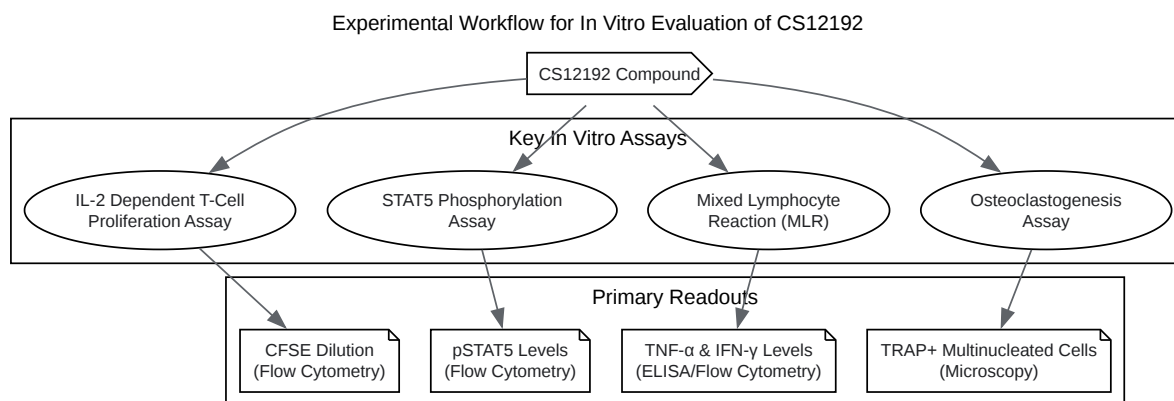 Experimental Workflow for In Vitro Evaluation of CS12192
CS12192 Compound
Key In Vitro Assays
IL-2 Dependent T-Cell
Proliferation Assay
STAT5 Phosphorylation
Assay
Mixed Lymphocyte
Reaction (MLR)
Osteoclastogenesis
Assay
Primary Readouts
CFSE Dilution
(Flow Cytometry)
pSTAT5 Levels
(Flow Cytometry)
TNF-α & IFN-γ Levels
(ELISA/Flow Cytometry)
TRAP+ Multinucleated Cells
(Microscopy)